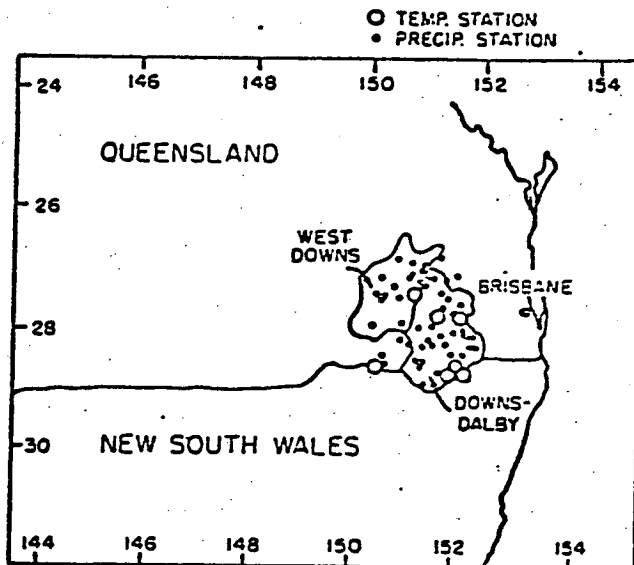 TEMP. STATION
PRECIP. STATION
146 148 150 152 154
24
QUEENSLAND
26
WEST
DOWNS
BRISBANE
28
DOWNS-
DALBY
30
NEW SOUTH WALES
144 146 148 150 152 154